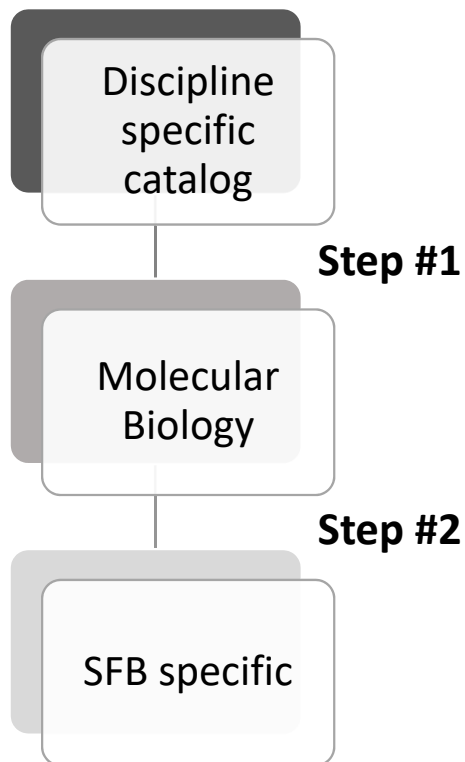 Discipline
specific
catalog
Step #1
Molecular
Biology
Step #2
SFB specific